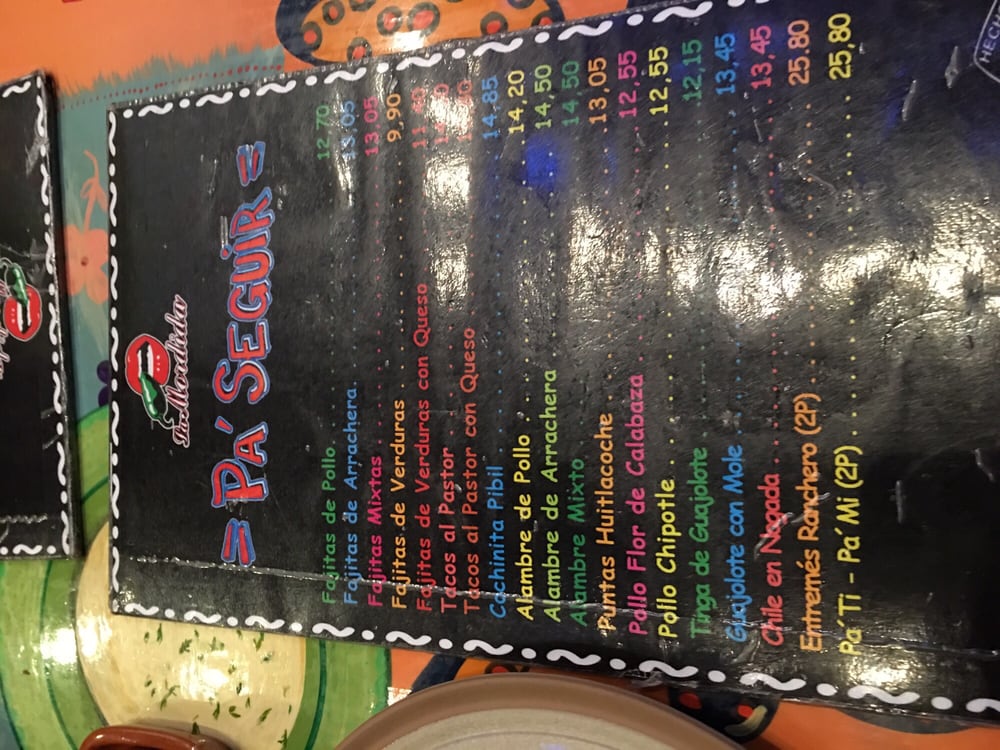 La Mordida
= PA' SEGUIR =
Fajitas de Pollo 12,70
Fajitas de Arrachera 13,05
Fajitas Mixtas 13,05
Fajitas de Verduras 9,90
Fajitas de Verduras con Queso
Tacos al Pastor
Tacos al Pastor con Queso
Cochinita Pibil 14,85
Alambre de Pollo 14,20
Alambre de Arrachera 14,50
Alambre Mixto 14,50
Puntas Huitlacoche 13,05
Pollo Flor de Calabaza 12,55
Pollo Chipotle 12,55
Tinga de Guajolote 12,15
Guajolote con Mole 13,45
Chile en Nogada 13,45
Entremés Ranchero (2P) 25,80
Pa´Ti - Pa´Mi (2P) 25,80
HECH